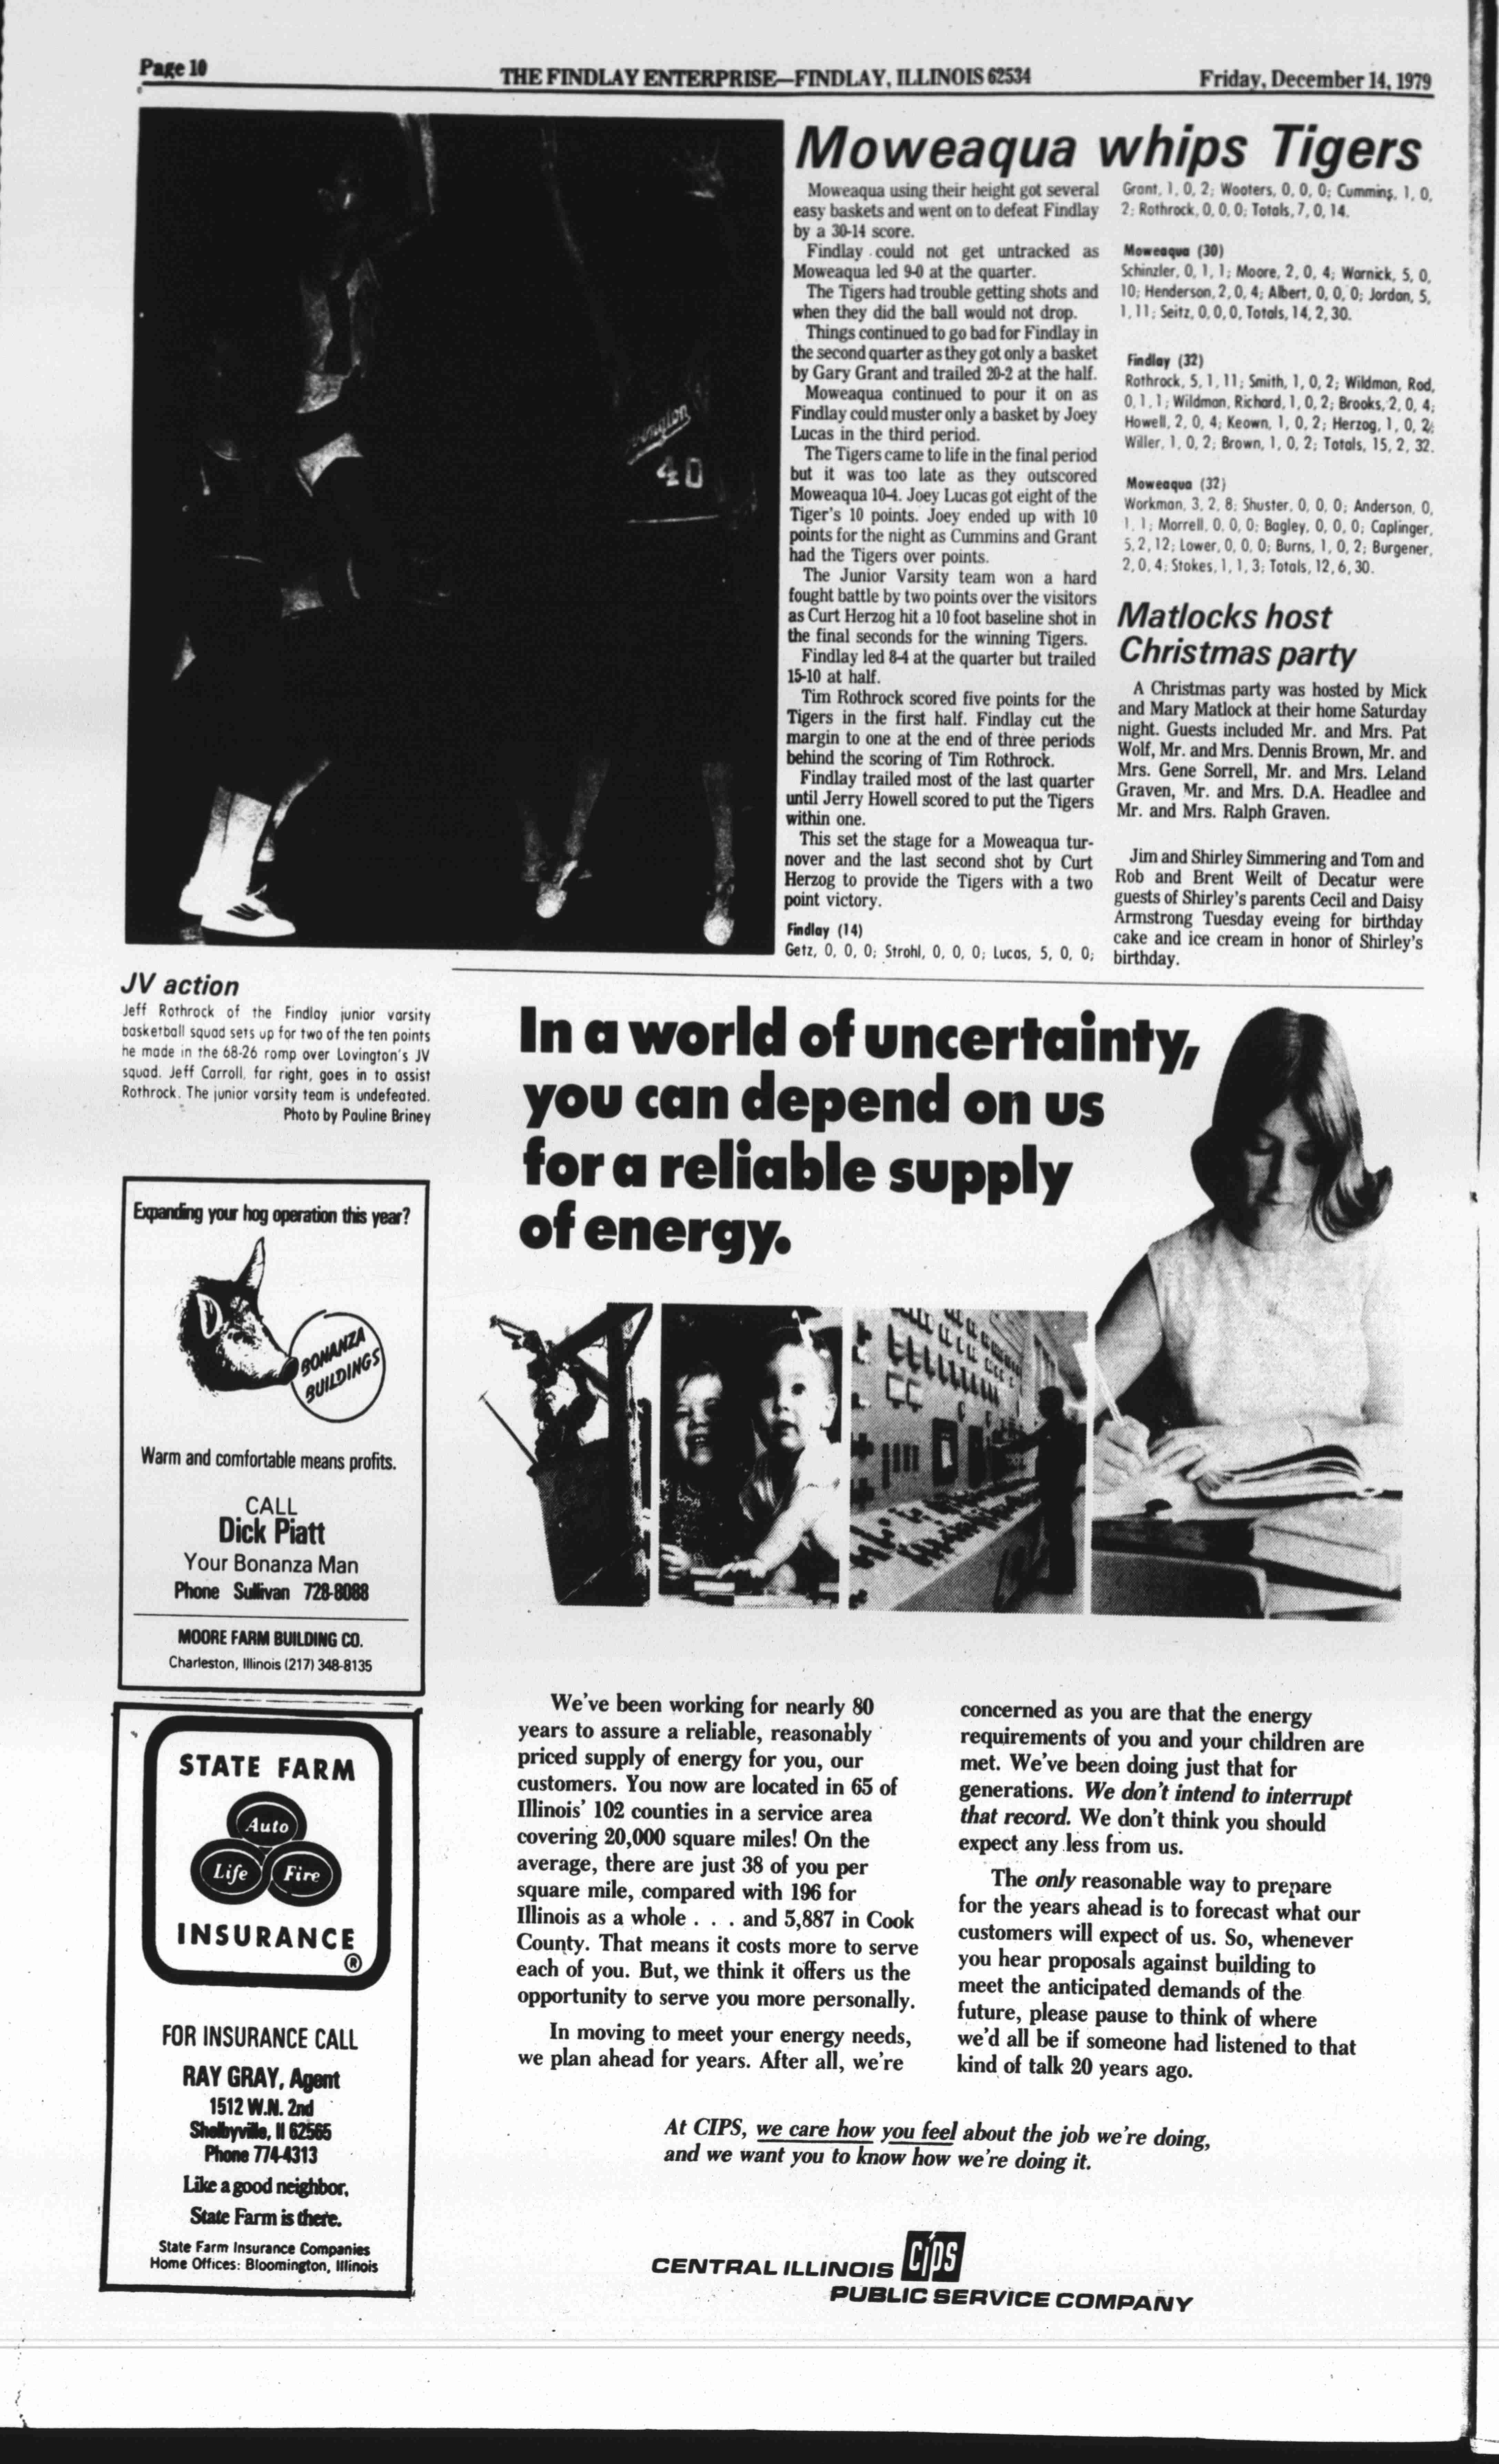 Page 10
THE FINDLAY ENTERPRISE—FINDLAY, ILLINOIS 62534
Friday, December 14, 1979
40
Moweaqua whips Tigers
Moweaqua using their height got several
easy baskets and went on to defeat Findlay
by a 30-14 score.
Findlay could not get untracked as
Moweaqua led 9-0 at the quarter.
The Tigers had trouble getting shots and
when they did the ball would not drop.
Things continued to go bad for Findlay in
the second quarter as they got only a basket
by Gary Grant and trailed 20-2 at the half.
Moweaqua continued to pour it on as
Findlay could muster only a basket by Joey
Lucas in the third period.
The Tigers came to life in the final period
but it was too late as they outscored
Moweaqua 10-4. Joey Lucas got eight of the
Tiger's 10 points. Joey ended up with 10
points for the night as Cummins and Grant
had the Tigers over points.
The Junior Varsity team won a hard
fought battle by two points over the visitors
as Curt Herzog hit a 10 foot baseline shot in
the final seconds for the winning Tigers.
Findlay led 8-4 at the quarter but trailed
15-10 at half.
Tim Rothrock scored five points for the
Tigers in the first half. Findlay cut the
margin to one at the end of three periods
behind the scoring of Tim Rothrock.
Findlay trailed most of the last quarter
until Jerry Howell scored to put the Tigers
within one.
This set the stage for a Moweaqua tur-
nover and the last second shot by Curt
Herzog to provide the Tigers with a two
point victory.
Findlay (14)
Getz, 0, 0, 0; Strohl, 0, 0, 0; Lucas, 5, 0, 0;
Grant, 1, 0, 2; Wooters, 0, 0, 0; Cummins, 1, 0,
2; Rothrock, 0, 0, 0; Totals, 7, 0, 14.
Moweaqua (30)
Schinzler, 0, 1, 1; Moore, 2, 0, 4; Warnick, 5, 0,
10; Henderson, 2, 0, 4; Albert, 0, 0, 0; Jordan, 5,
1, 11; Seitz, 0, 0, 0, Totals, 14, 2, 30.
Findlay (32)
Rothrock, 5, 1, 11; Smith, 1, 0, 2; Wildman, Rod,
0, 1, 1; Wildman, Richard, 1, 0, 2; Brooks, 2, 0, 4;
Howell, 2, 0, 4; Keown, 1, 0, 2; Herzog, 1, 0, 2;
Willer, 1, 0, 2; Brown, 1, 0, 2; Totals, 15, 2, 32.
Moweaqua (32)
Workman, 3, 2, 8; Shuster, 0, 0, 0; Anderson, 0,
1, 1; Morrell, 0, 0, 0; Bagley, 0, 0, 0; Caplinger,
5, 2, 12; Lower, 0, 0, 0; Burns, 1, 0, 2; Burgener,
2, 0, 4; Stokes, 1, 1, 3; Totals, 12, 6, 30.
Matlocks host
Christmas party
A Christmas party was hosted by Mick
and Mary Matlock at their home Saturday
night. Guests included Mr. and Mrs. Pat
Wolf, Mr. and Mrs. Dennis Brown, Mr. and
Mrs. Gene Sorrell, Mr. and Mrs. Leland
Graven, Mr. and Mrs. D.A. Headlee and
Mr. and Mrs. Ralph Graven.
Jim and Shirley Simmering and Tom and
Rob and Brent Weilt of Decatur were
guests of Shirley's parents Cecil and Daisy
Armstrong Tuesday eveing for birthday
cake and ice cream in honor of Shirley's
birthday.
JV action
Jeff Rothrock of the Findlay junior varsity
basketball squad sets up for two of the ten points
he made in the 68-26 romp over Lovington's JV
squad. Jeff Carroll, far right, goes in to assist
Rothrock. The junior varsity team is undefeated.
Photo by Pauline Briney
Expanding your hog operation this year?
BONANZA
BUILDINGS
Warm and comfortable means profits.
CALL
Dick Piatt
Your Bonanza Man
Phone Sullivan 728-8088
MOORE FARM BUILDING CO.
Charleston, Illinois (217) 348-8135
STATE FARM
Auto
Life Fire
INSURANCE
®
FOR INSURANCE CALL
RAY GRAY, Agent
1512 W.N. 2nd
Shelbyville, Il 62565
Phone 774-4313
Like a good neighbor,
State Farm is there.
State Farm Insurance Companies
Home Offices: Bloomington, Illinois
In a world of uncertainty,
you can depend on us
for a reliable supply
of energy.
We've been working for nearly 80
years to assure a reliable, reasonably
priced supply of energy for you, our
customers. You now are located in 65 of
Illinois' 102 counties in a service area
covering 20,000 square miles! On the
average, there are just 38 of you per
square mile, compared with 196 for
Illinois as a whole . . . and 5,887 in Cook
County. That means it costs more to serve
each of you. But, we think it offers us the
opportunity to serve you more personally.
In moving to meet your energy needs,
we plan ahead for years. After all, we're
concerned as you are that the energy
requirements of you and your children are
met. We've been doing just that for
generations. We don't intend to interrupt
that record. We don't think you should
expect any less from us.
The only reasonable way to prepare
for the years ahead is to forecast what our
customers will expect of us. So, whenever
you hear proposals against building to
meet the anticipated demands of the
future, please pause to think of where
we'd all be if someone had listened to that
kind of talk 20 years ago.
At CIPS, we care how you feel about the job we're doing,
and we want you to know how we're doing it.
CENTRAL ILLINOIS CIPS
PUBLIC SERVICE COMPANY